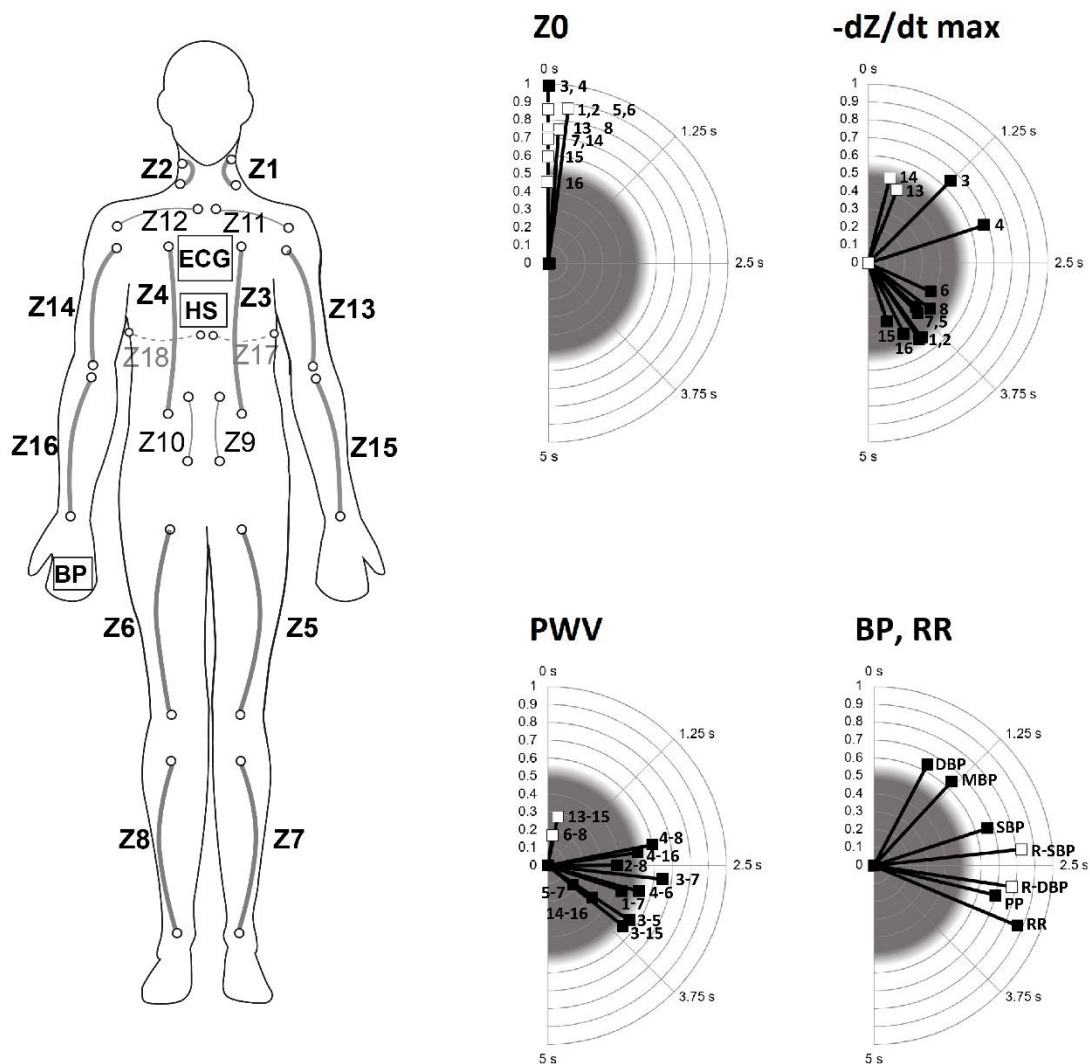 Z2
Z1
Z12
Z11
ECG
Z14
Z4
HS
Z3
Z13
Z18
Z17
Z16
Z10
Z9
Z15
BP
Z6
Z5
Z8
Z7
Z0
0 s
1
0.9
0.8
0.7
0.6
0.5
0.4
0.3
0.2
0.1
0
3, 4
1,2 5,6
13 8
7,14
15
16
1.25 s
2.5 s
3.75 s
5 s
-dZ/dt max
0 s
1
0.9
0.8
0.7
0.6
0.5
0.4
0.3
0.2
0.1
0
14
13
3
4
6
8
7,5
15
16
1,2
1.25 s
2.5 s
3.75 s
5 s
PWV
0 s
1
0.9
0.8
0.7
0.6
0.5
0.4
0.3
0.2
0.1
0
13-15
6-8
4-8
4-16
2-8
3-7
5-7
4-6
1-7
14-16
3-5
3-15
1.25 s
2.5 s
3.75 s
5 s
BP, RR
0 s
1
0.9
0.8
0.7
0.6
0.5
0.4
0.3
0.2
0.1
0
DBP
MBP
SBP
R-SBP
R-DBP
PP
RR
1.25 s
2.5 s
3.75 s
5 s